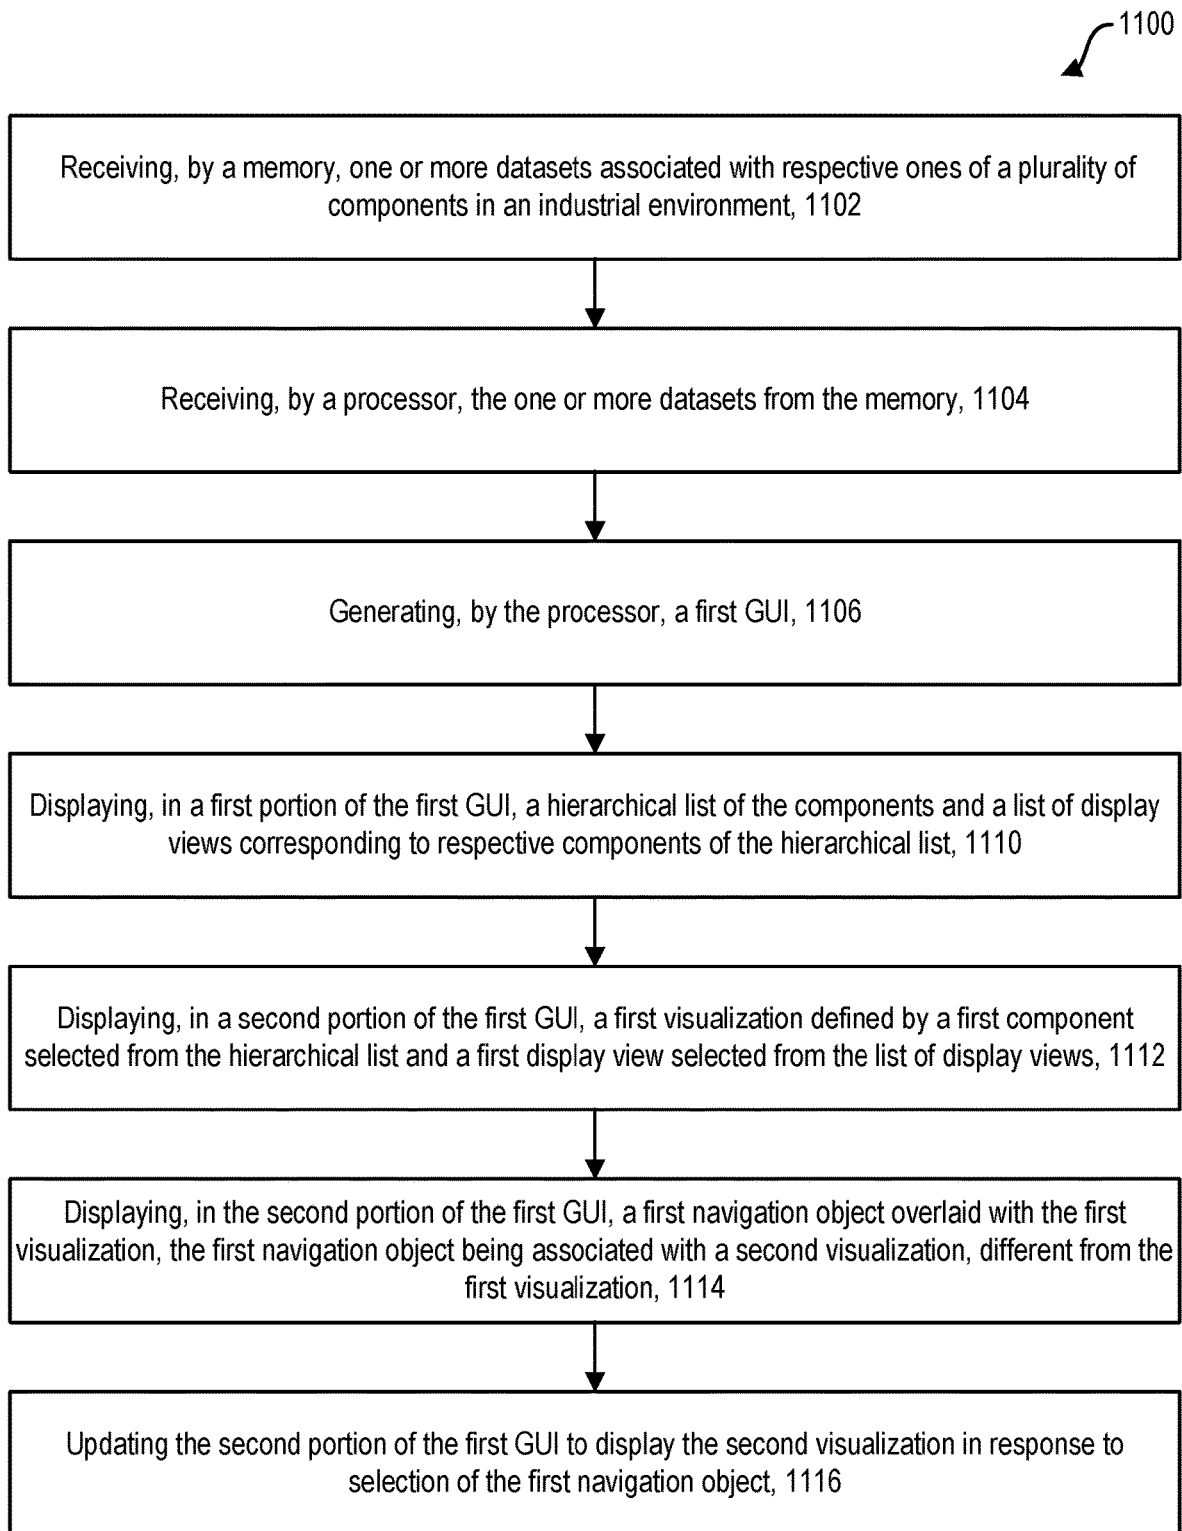 1100
Receiving, by a memory, one or more datasets associated with respective ones of a plurality of
components in an industrial environment, 1102
Receiving, by a processor, the one or more datasets from the memory, 1104
Generating, by the processor, a first GUI, 1106
Displaying, in a first portion of the first GUI, a hierarchical list of the components and a list of display
views corresponding to respective components of the hierarchical list, 1110
Displaying, in a second portion of the first GUI, a first visualization defined by a first component
selected from the hierarchical list and a first display view selected from the list of display views, 1112
Displaying, in the second portion of the first GUI, a first navigation object overlaid with the first
visualization, the first navigation object being associated with a second visualization, different from the
first visualization, 1114
Updating the second portion of the first GUI to display the second visualization in response to
selection of the first navigation object, 1116